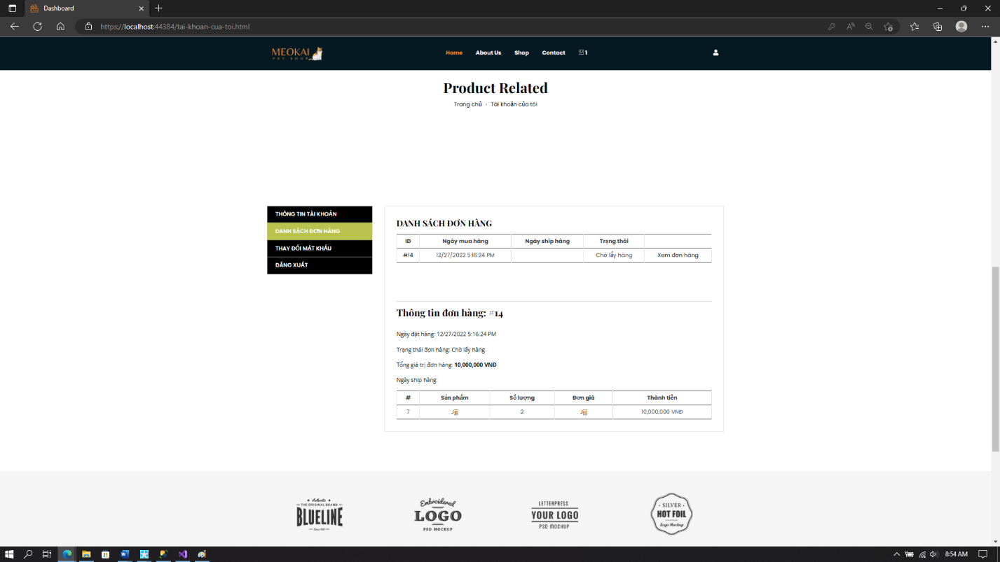 Dashboard
https://localhost:44384/tai-khoan-cua-toi.html
MEOKAI
PET SHOP
Home About Us Shop Contact 1
Product Related
Trang chủ › Tài khoản của tôi
THÔNG TIN TÀI KHOẢN
DANH SÁCH ĐƠN HÀNG
THAY ĐỔI MẬT KHẨU
ĐĂNG XUẤT
DANH SÁCH ĐƠN HÀNG
ID Ngày mua hàng Ngày ship hàng Trạng thái
#14 12/27/2022 5:16:24 PM Chờ lấy hàng Xem đơn hàng
Thông tin đơn hàng: #14
Ngày đặt hàng: 12/27/2022 5:16:24 PM
Trạng thái đơn hàng: Chờ lấy hàng
Tổng giá trị đơn hàng: 10,000,000 VNĐ
Ngày ship hàng:
# Sản phẩm Số lượng Đơn giá Thành tiền
7 Jjjj 2 Jjjj 10,000,000 VNĐ
Authentic
THE ORIGINAL BRAND
BLUELINE
Embroidered
LOGO
PSD MOCKUP
LETTERPRESS
YOUR LOGO
PSD MOCKUP
SILVER
HOT FOIL
Logo Mockup
8:54 AM